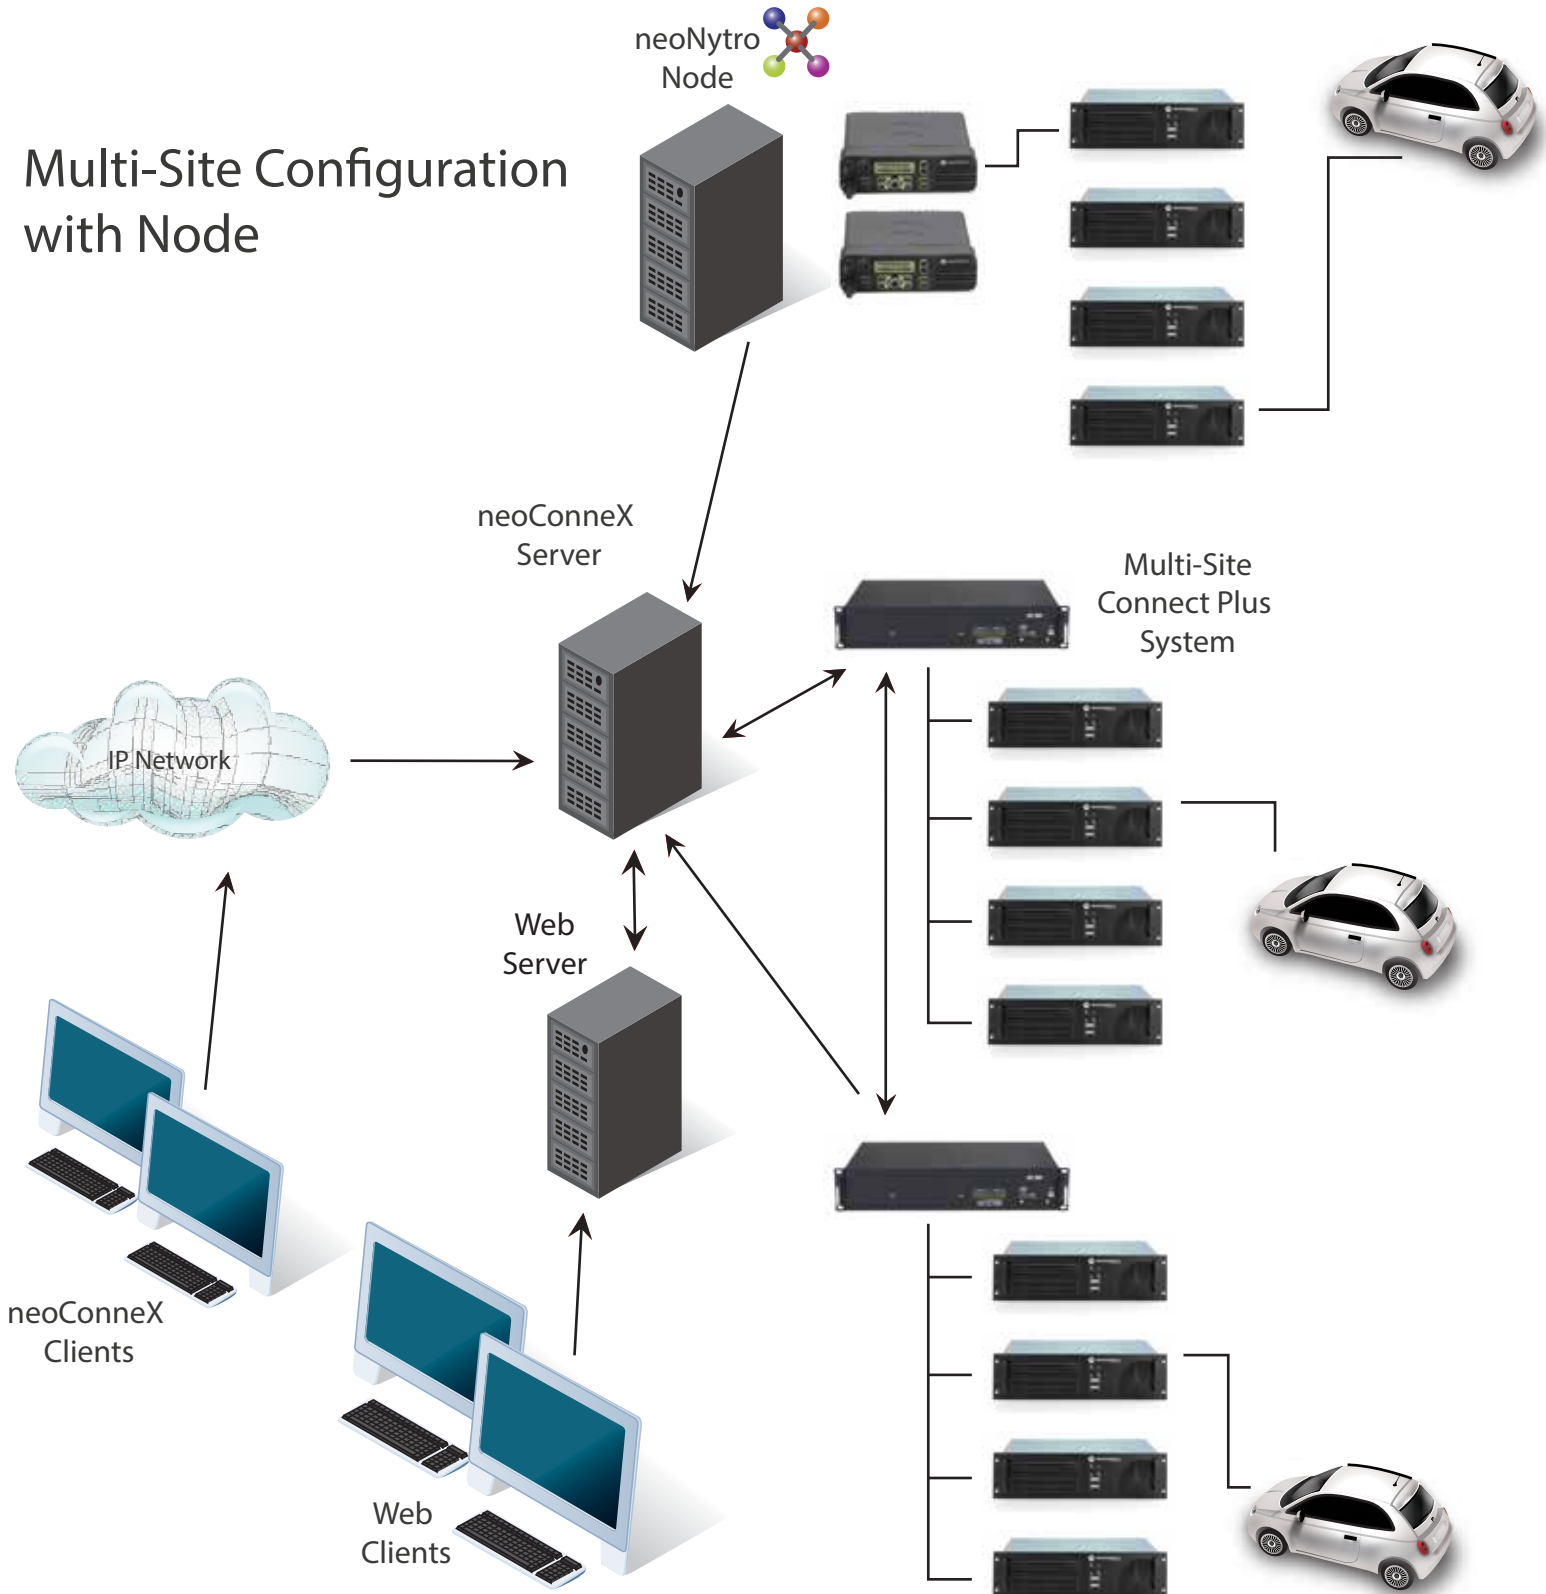 neoNytro
Node
Multi-Site Configuration
with Node
neoConneX
Server
Multi-Site
Connect Plus
System
IP Network
Web
Server
neoConneX
Clients
Web
Clients